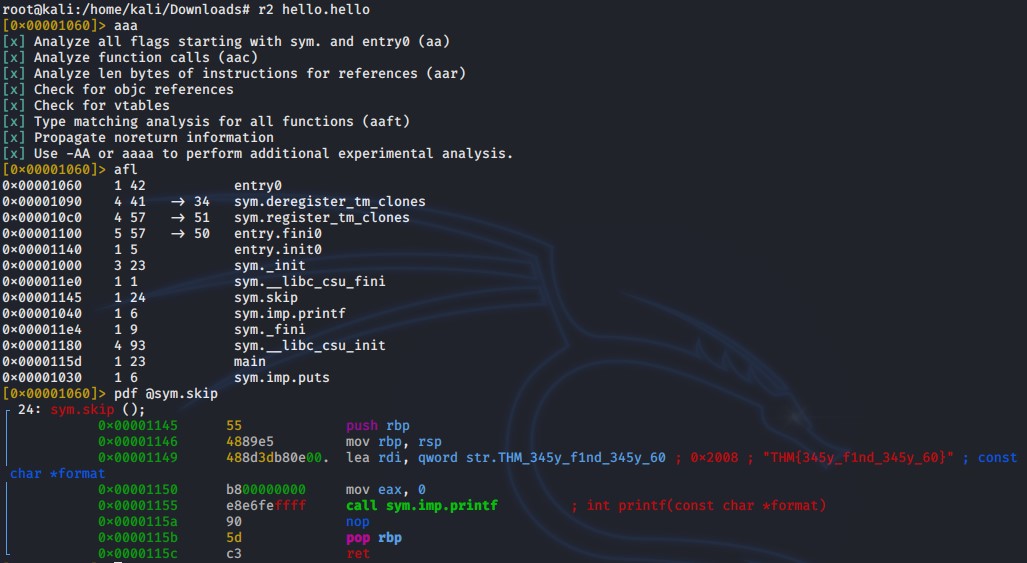 root@kali:/home/kali/Downloads# r2 hello.hello
[0×00001060]> aaa
[x] Analyze all flags starting with sym. and entry0 (aa)
[x] Analyze function calls (aac)
[x] Analyze len bytes of instructions for references (aar)
[x] Check for objc references
[x] Check for vtables
[x] Type matching analysis for all functions (aaft)
[x] Propagate noreturn information
[x] Use -AA or aaaa to perform additional experimental analysis.
[0×00001060]> afl
0×00001060    1 42           entry0
0×00001090    4 41   → 34    sym.deregister_tm_clones
0×000010c0    4 57   → 51    sym.register_tm_clones
0×00001100    5 57   → 50    entry.fini0
0×00001140    1 5            entry.init0
0×00001000    3 23           sym._init
0×000011e0    1 1            sym.__libc_csu_fini
0×00001145    1 24           sym.skip
0×00001040    1 6            sym.imp.printf
0×000011e4    1 9            sym._fini
0×00001180    4 93           sym.__libc_csu_init
0×0000115d    1 23           main
0×00001030    1 6            sym.imp.puts
[0×00001060]> pdf @sym.skip
24: sym.skip ();
0×00001145      55             push rbp
0×00001146      4889e5         mov rbp, rsp
0×00001149      488d3db80e00.  lea rdi, qword str.THM_345y_f1nd_345y_60 ; 0×2008 ; "THM{345y_f1nd_345y_60}" ; const
char *format
0×00001150      b800000000     mov eax, 0
0×00001155      e8e6feffff     call sym.imp.printf         ; int printf(const char *format)
0×0000115a      90             nop
0×0000115b      5d             pop rbp
0×0000115c      c3             ret